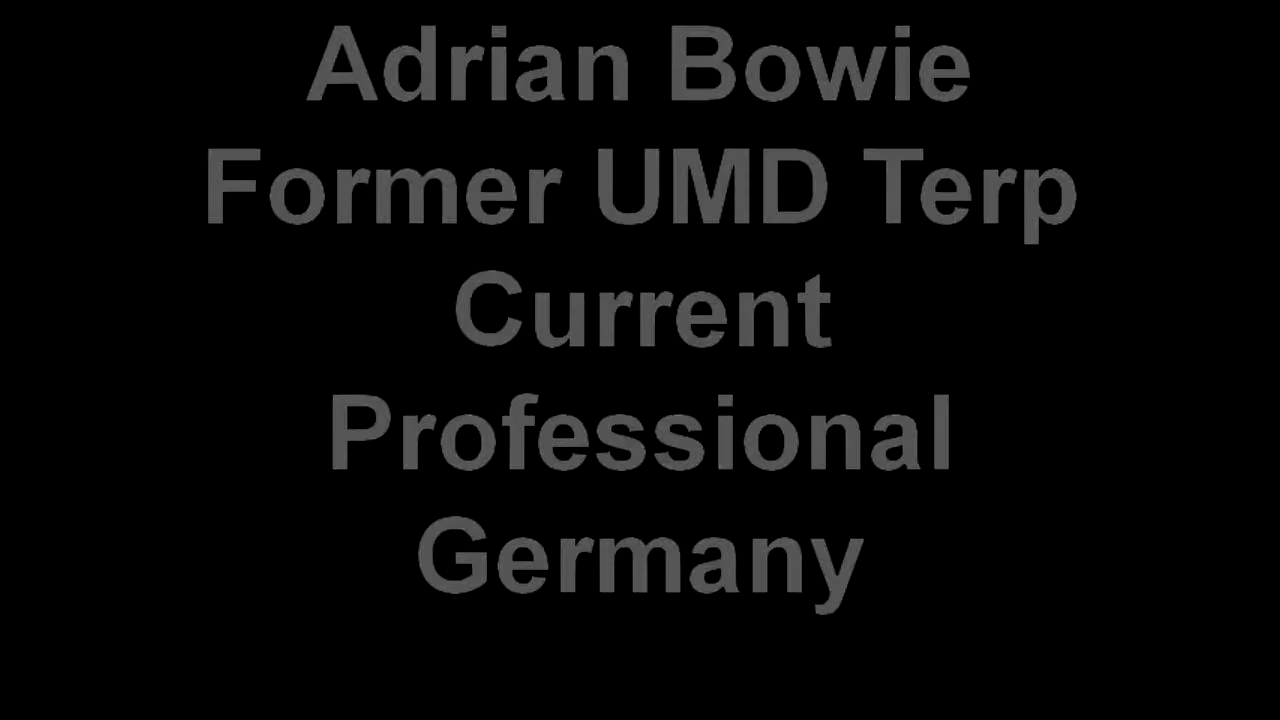 Adrian Bowie
Former UMD Terp
Current
Professional
Germany